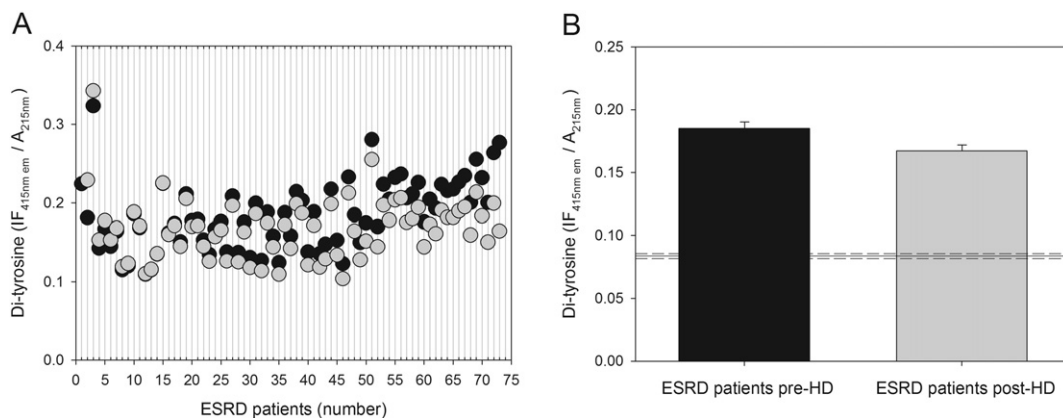 A
Di-tyrosine (IF415nm em / A215nm)
0.4
0.3
0.2
0.1
0.0
0 5 10 15 20 25 30 35 40 45 50 55 60 65 70 75
ESRD patients (number)
B
Di-tyrosine (IF415nm em / A215nm)
0.25
0.20
0.15
0.10
0.05
0.00
ESRD patients pre-HD ESRD patients post-HD